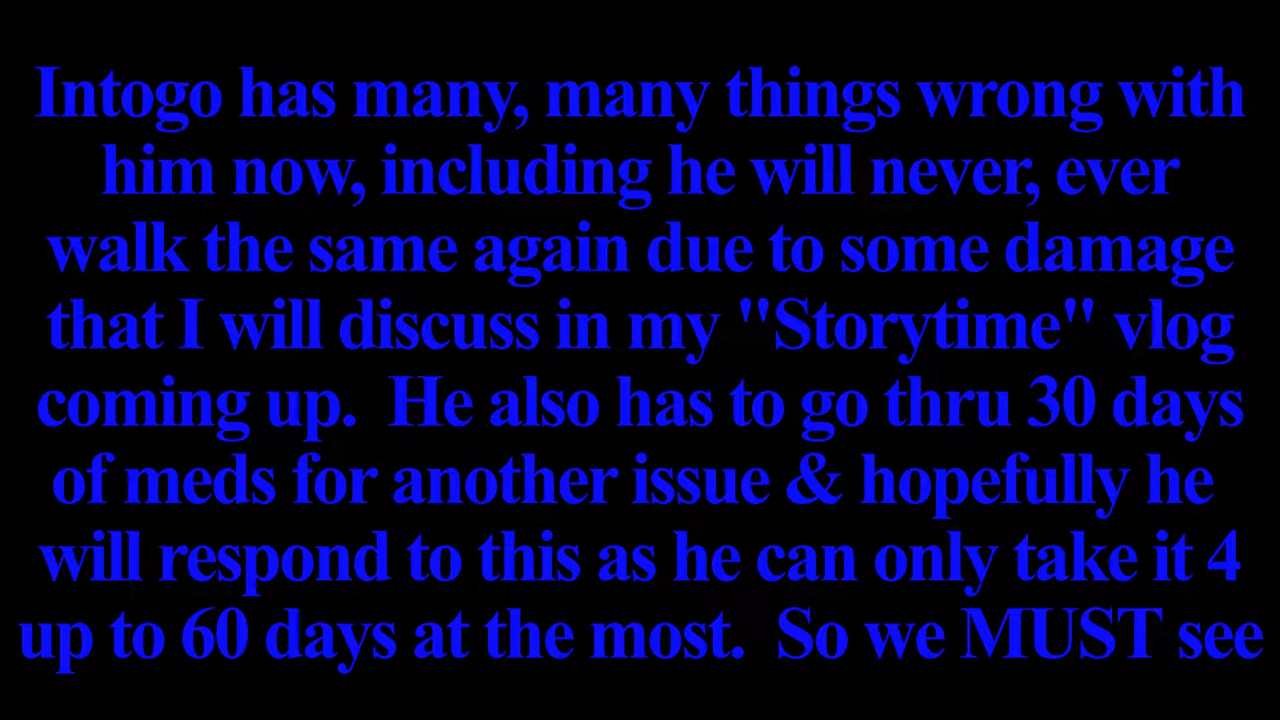 Intogo has many, many things wrong with
him now, including he will never, ever
walk the same again due to some damage
that I will discuss in my "Storytime" vlog
coming up.  He also has to go thru 30 days
of meds for another issue & hopefully he
will respond to this as he can only take it 4
up to 60 days at the most.  So we MUST see